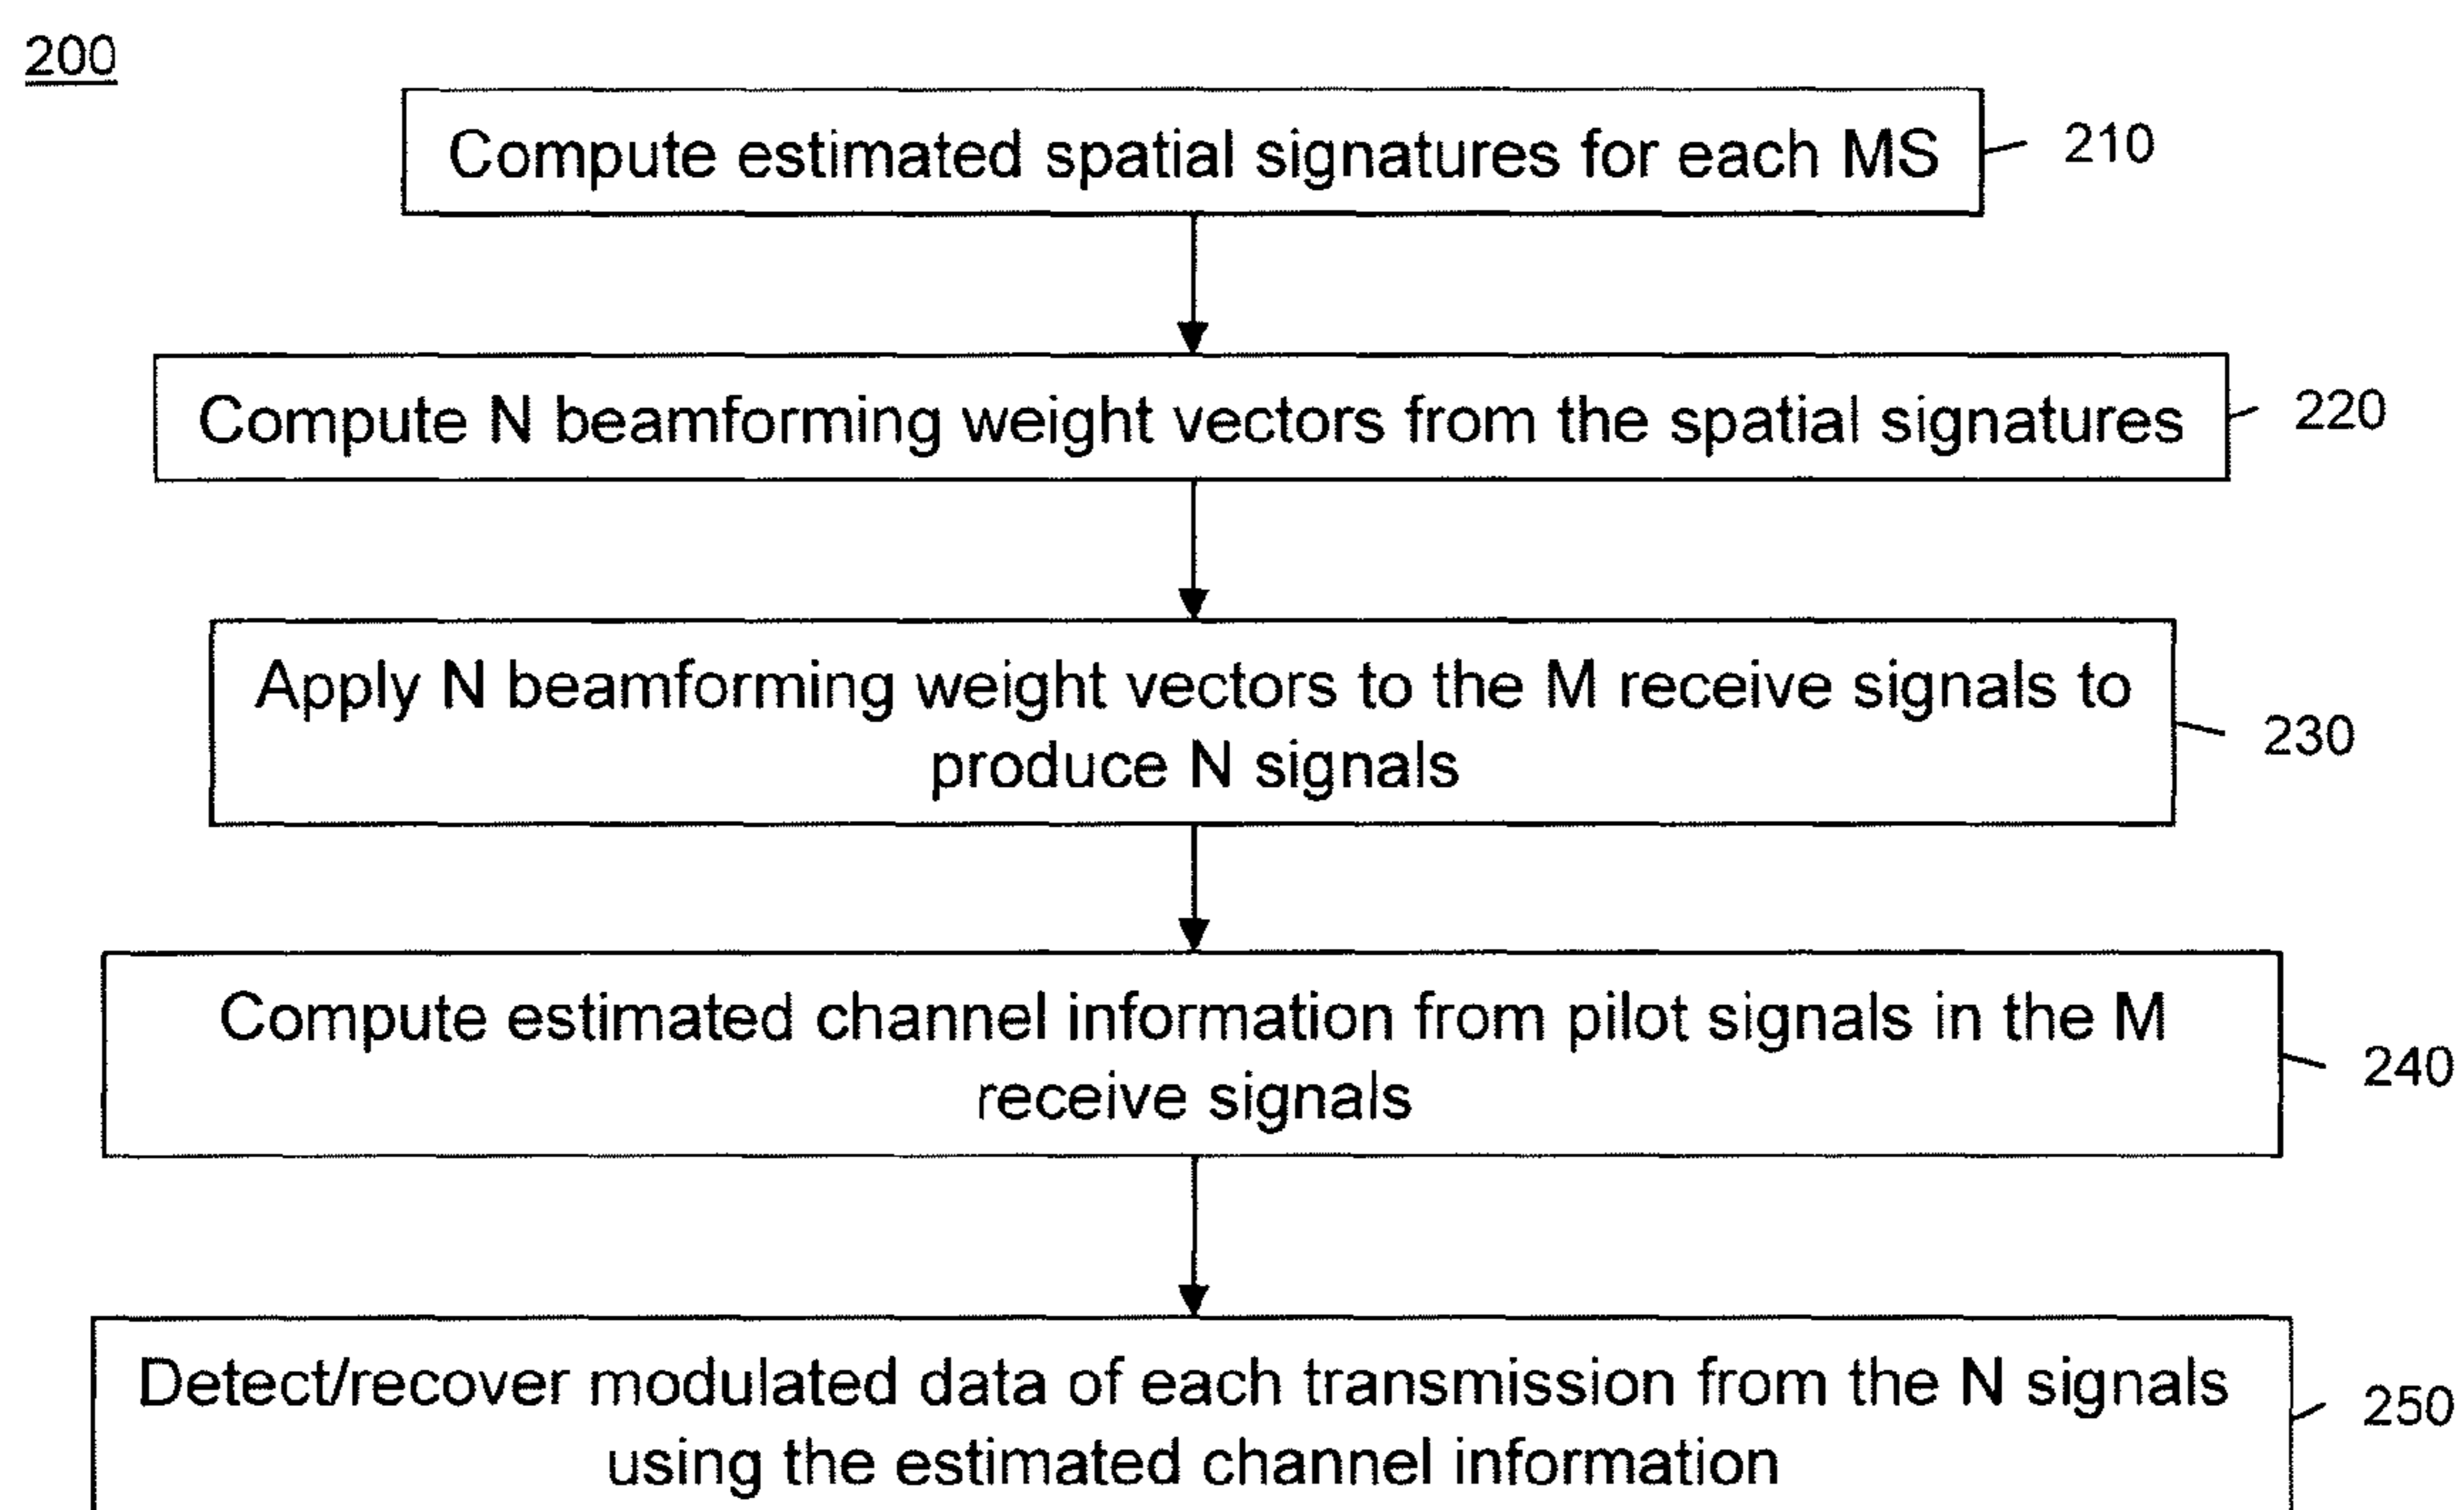 200
Compute estimated spatial signatures for each MS
210
Compute N beamforming weight vectors from the spatial signatures
220
Apply N beamforming weight vectors to the M receive signals to
produce N signals
230
Compute estimated channel information from pilot signals in the M
receive signals
240
Detect/recover modulated data of each transmission from the N signals
using the estimated channel information
250